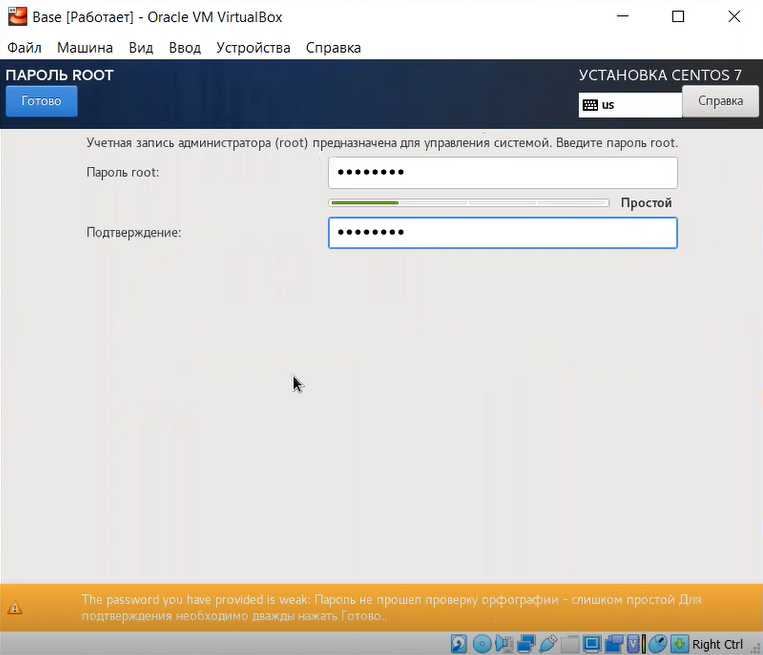 Base [Работает] - Oracle VM VirtualBox
Файл Машина Вид Ввод Устройства Справка
ПАРОЛЬ ROOT
УСТАНОВКА CENTOS 7
Готово
us
Справка
Учетная запись администратора (root) предназначена для управления системой. Введите пароль root.
Пароль root: ••••••••
Простой
Подтверждение: ••••••••
The password you have provided is weak: Пароль не прошел проверку орфографии - слишком простой Для
подтверждения необходимо дважды нажать Готово..
Right Ctrl